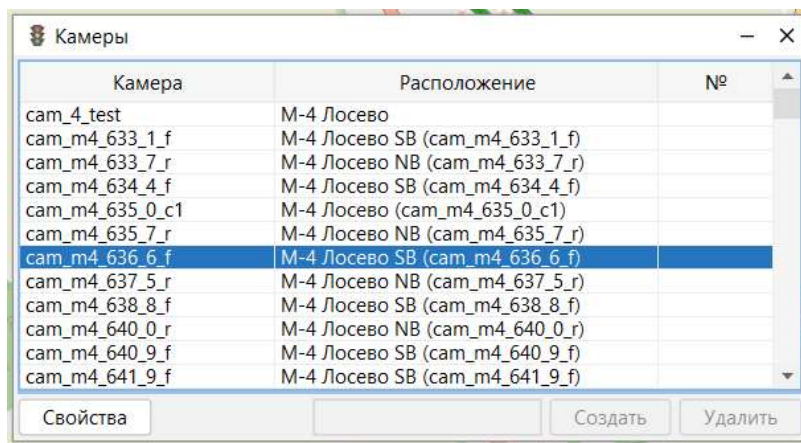 Камеры
Камера Расположение №
cam_4_test М-4 Лосево
cam_m4_633_1_f М-4 Лосево SB (cam_m4_633_1_f)
cam_m4_633_7_r М-4 Лосево NB (cam_m4_633_7_r)
cam_m4_634_4_f М-4 Лосево SB (cam_m4_634_4_f)
cam_m4_635_0_c1 М-4 Лосево (cam_m4_635_0_c1)
cam_m4_635_7_r М-4 Лосево NB (cam_m4_635_7_r)
cam_m4_636_6_f М-4 Лосево SB (cam_m4_636_6_f)
cam_m4_637_5_r М-4 Лосево NB (cam_m4_637_5_r)
cam_m4_638_8_f М-4 Лосево SB (cam_m4_638_8_f)
cam_m4_640_0_r М-4 Лосево NB (cam_m4_640_0_r)
cam_m4_640_9_f М-4 Лосево SB (cam_m4_640_9_f)
cam_m4_641_9_f М-4 Лосево SB (cam_m4_641_9_f)
Свойства Создать Удалить